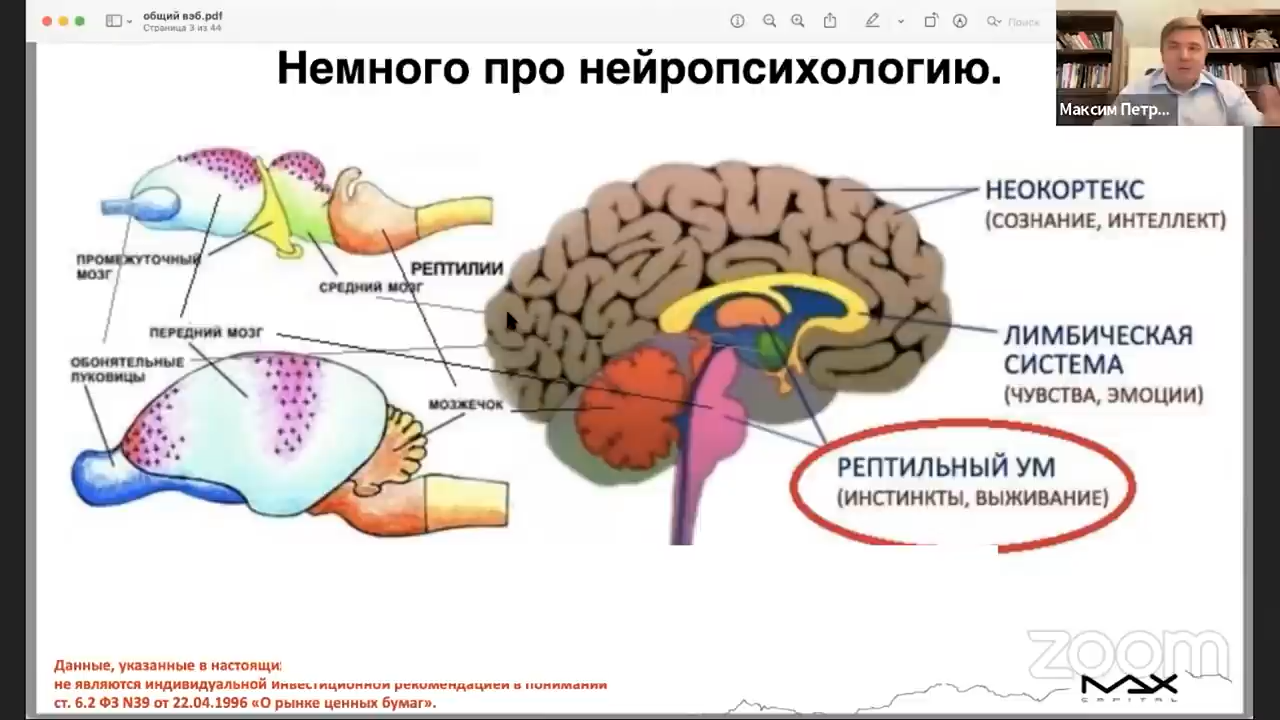 общий вэб.pdf
Страница 3 из 44
Поиск
Немного про нейропсихологию.
Максим Петр...
НЕОКОРТЕКС
(СОЗНАНИЕ, ИНТЕЛЛЕКТ)
ПРОМЕЖУТОЧНЫЙ
МОЗГ
РЕПТИЛИИ
СРЕДНИЙ МОЗГ
ПЕРЕДНИЙ МОЗГ
ОБОНЯТЕЛЬНЫЕ
ЛУКОВИЦЫ
МОЗЖЕЧОК
ЛИМБИЧЕСКАЯ
СИСТЕМА
(ЧУВСТВА, ЭМОЦИИ)
РЕПТИЛЬНЫЙ УМ
(ИНСТИНКТЫ, ВЫЖИВАНИЕ)
Данные, указанные в настоящи
не являются индивидуальной инвестиционной рекомендацией в понимании
ст. 6.2 ФЗ N39 от 22.04.1996 «О рынке ценных бумаг».
zoom
MAX
CAPITAL